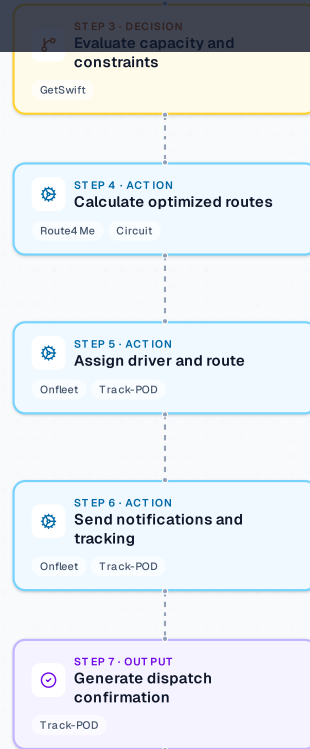 STEP 3 · DECISION
Evaluate capacity and
constraints
GetSwift
STEP 4 · ACTION
Calculate optimized routes
Route4Me Circuit
STEP 5 · ACTION
Assign driver and route
Onfleet Track-POD
STEP 6 · ACTION
Send notifications and
tracking
Onfleet Track-POD
STEP 7 · OUTPUT
Generate dispatch
confirmation
Track-POD